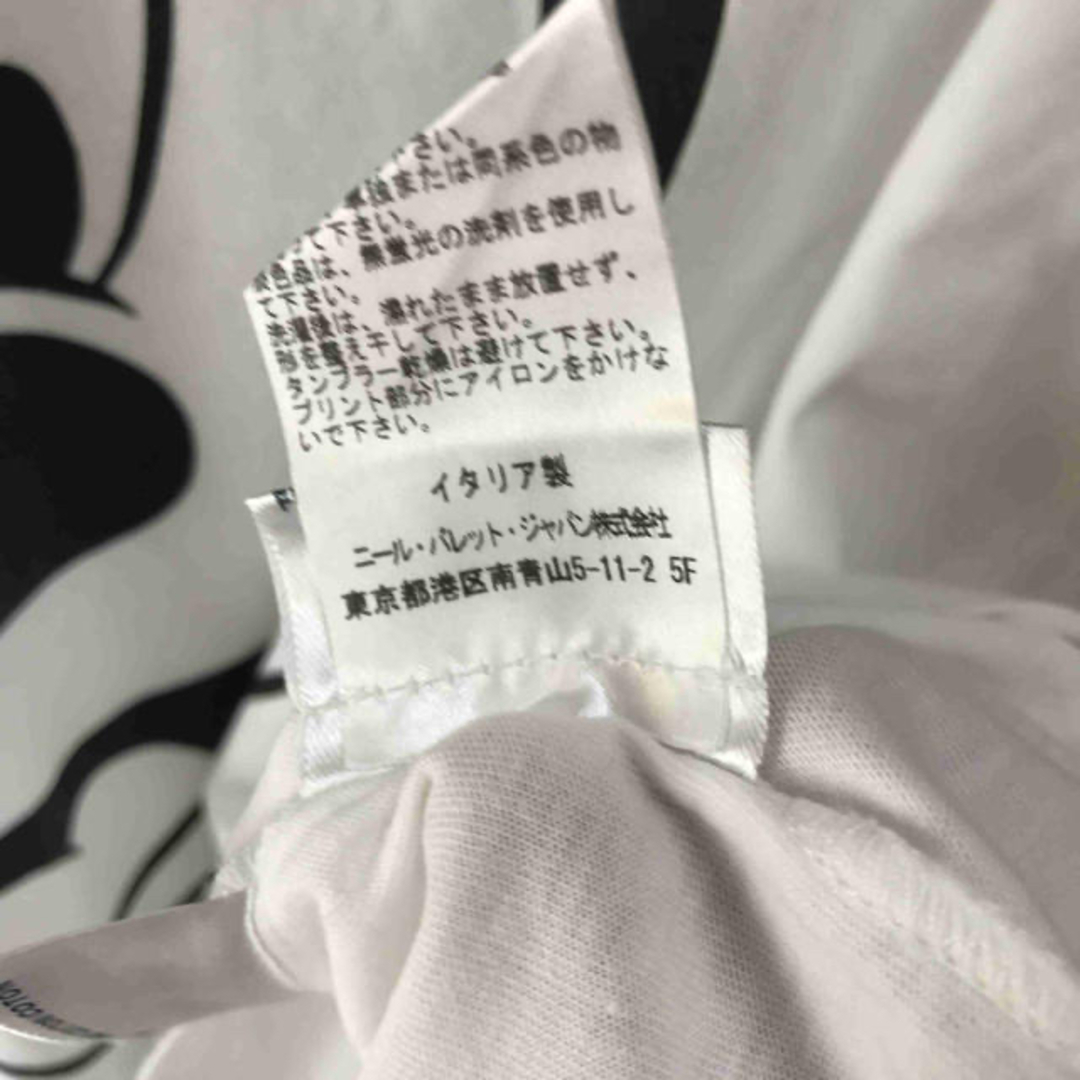 さい。
単独または同系色の物
って下さい。
淡色品は、無蛍光の洗剤を使用し
て下さい。
洗濯後は、濡れたまま放置せず、
形を整え干して下さい。
タンブラー乾燥は避けて下さい。
プリント部分にアイロンをかけな
いで下さい。
イタリア製
ニール・バレット・ジャパン株式会社
東京都港区南青山5-11-2 5F